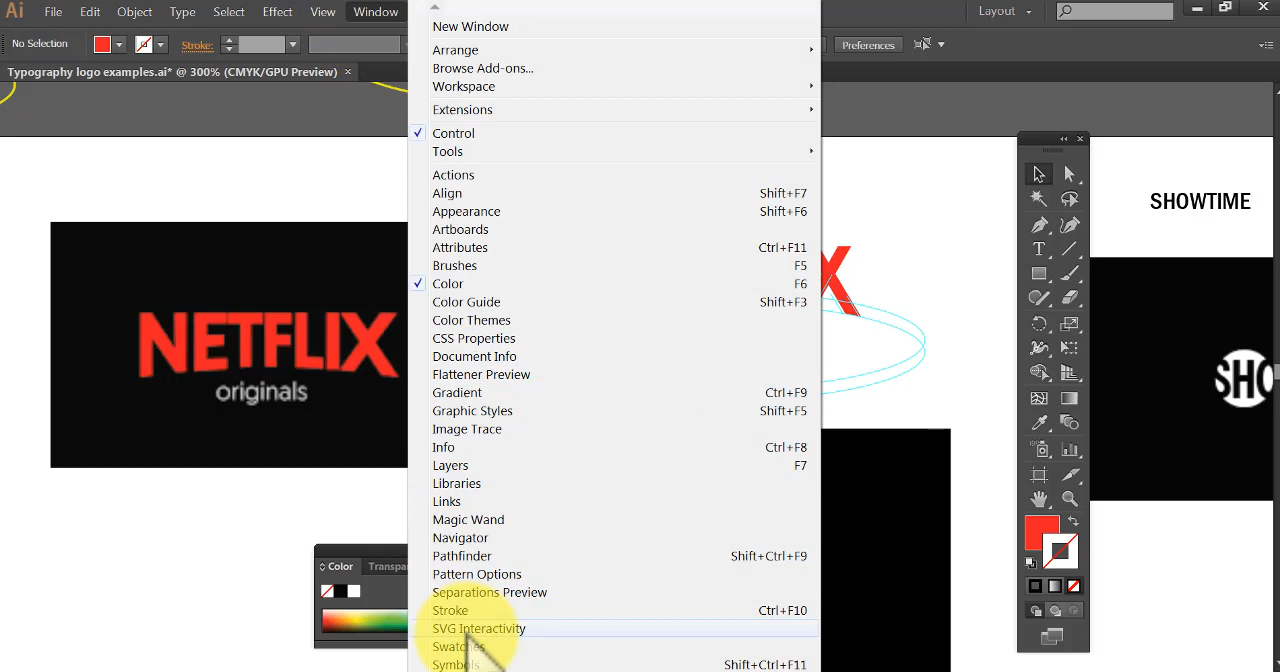 Ai File Edit Object Type Select Effect View Window Layout
No Selection Stroke: Preferences
Typography logo examples.ai* @ 300% (CMYK/GPU Preview) ×
New Window
Arrange
Browse Add-ons...
Workspace
Extensions
Control
Tools
Actions
Align Shift+F7
Appearance Shift+F6
Artboards
Attributes Ctrl+F11
Brushes F5
Color F6
Color Guide Shift+F3
Color Themes
CSS Properties
Document Info
Flattener Preview
Gradient Ctrl+F9
Graphic Styles Shift+F5
Image Trace
Info Ctrl+F8
Layers F7
Libraries
Links
Magic Wand
Navigator
Pathfinder Shift+Ctrl+F9
Pattern Options
Separations Preview
Stroke Ctrl+F10
SVG Interactivity
Swatches
Symbols Shift+Ctrl+F11
NETFLIX
originals
Color Transpa
X
SHOWTIME
SHO